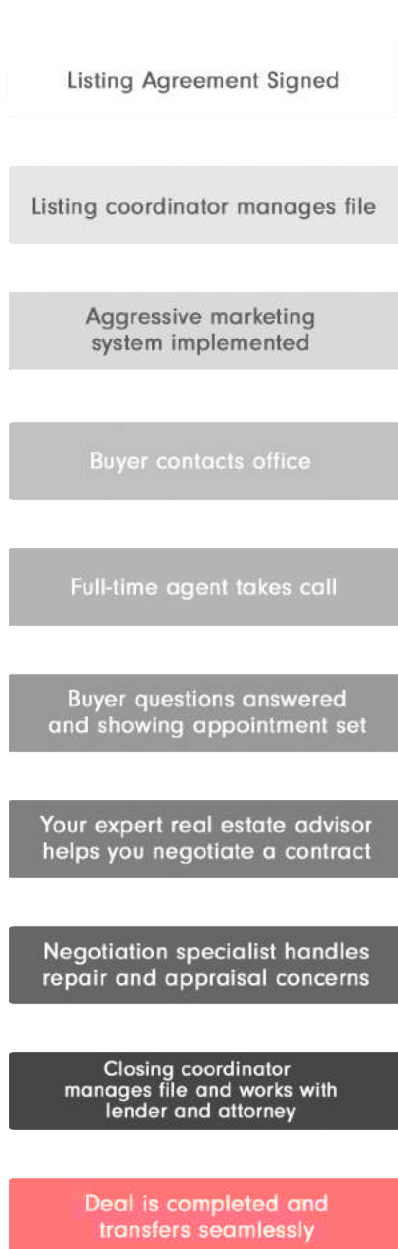 Listing Agreement Signed
Listing coordinator manages file
Aggressive marketing
system implemented
Buyer contacts office
Full-time agent takes call
Buyer questions answered
and showing appointment set
Your expert real estate advisor
helps you negotiate a contract
Negotiation specialist handles
repair and appraisal concerns
Closing coordinator
manages file and works with
lender and attorney
Deal is completed and
transfers seamlessly